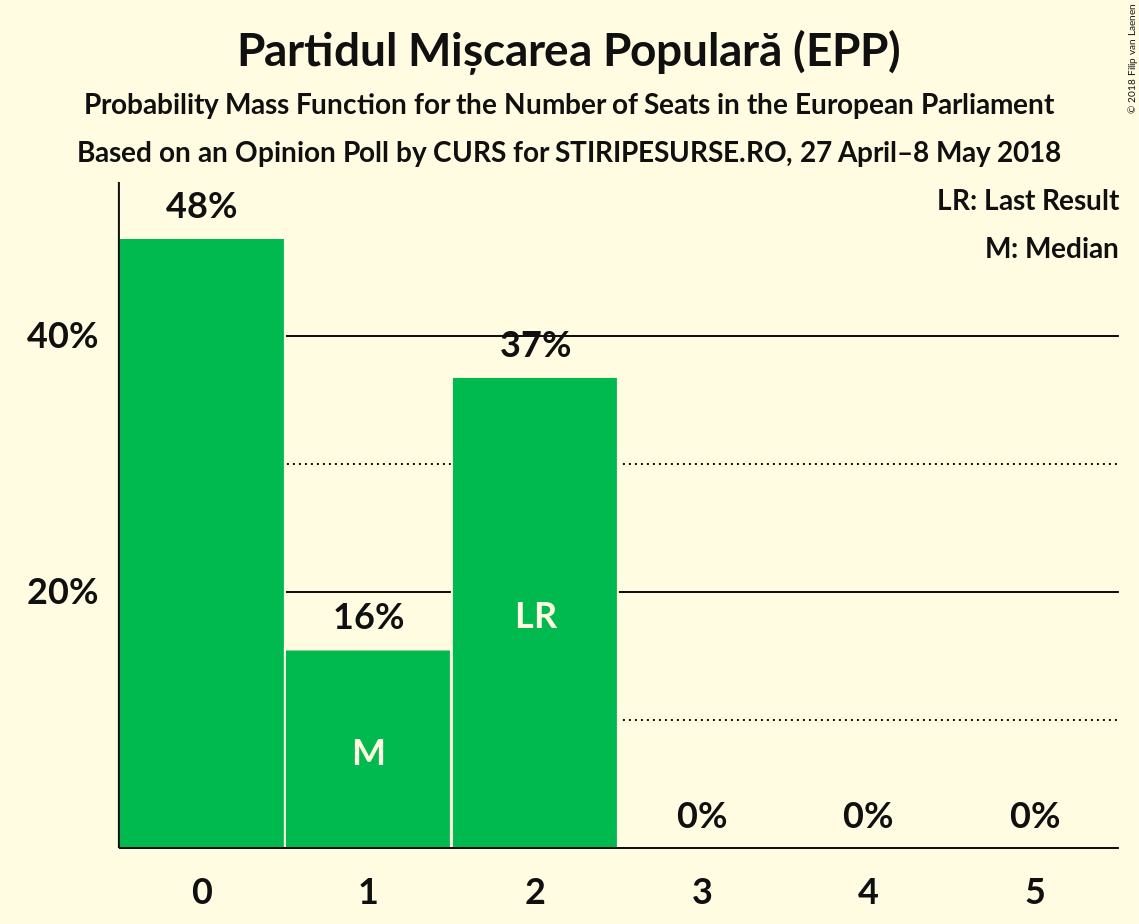 Partidul Mișcarea Populară (EPP)
Probability Mass Function for the Number of Seats in the European Parliament
Based on an Opinion Poll by CURS for STIRIPESURSE.RO, 27 April–8 May 2018
© 2018 Filip van Laenen
LR: Last Result
M: Median
48%
40%
37%
20%
16%
LR
M
0%
0%
0%
0
1
2
3
4
5